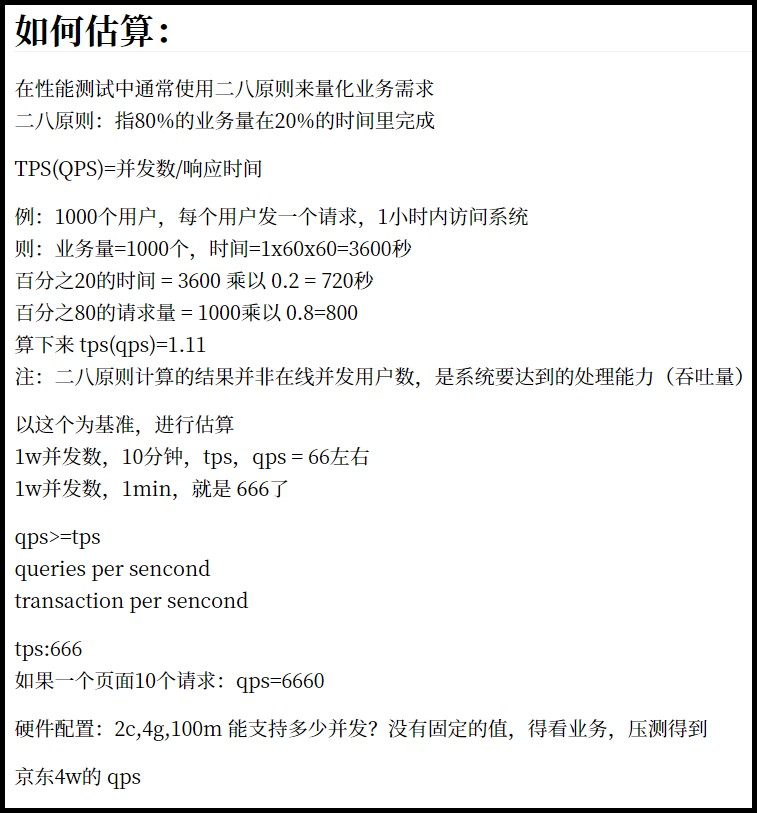 如何估算：
在性能测试中通常使用二八原则来量化业务需求
二八原则：指80%的业务量在20%的时间里完成
TPS(QPS)=并发数/响应时间
例：1000个用户，每个用户发一个请求，1小时内访问系统
则：业务量=1000个，时间=1x60x60=3600秒
百分之20的时间 = 3600 乘以 0.2 = 720秒
百分之80的请求量 = 1000乘以 0.8=800
算下来 tps(qps)=1.11
注：二八原则计算的结果并非在线并发用户数，是系统要达到的处理能力（吞吐量）
以这个为基准，进行估算
1w并发数，10分钟，tps，qps = 66左右
1w并发数，1min，就是 666了
qps>=tps
queries per sencond
transaction per sencond
tps:666
如果一个页面10个请求：qps=6660
硬件配置：2c,4g,100m 能支持多少并发？没有固定的值，得看业务，压测得到
京东4w的 qps